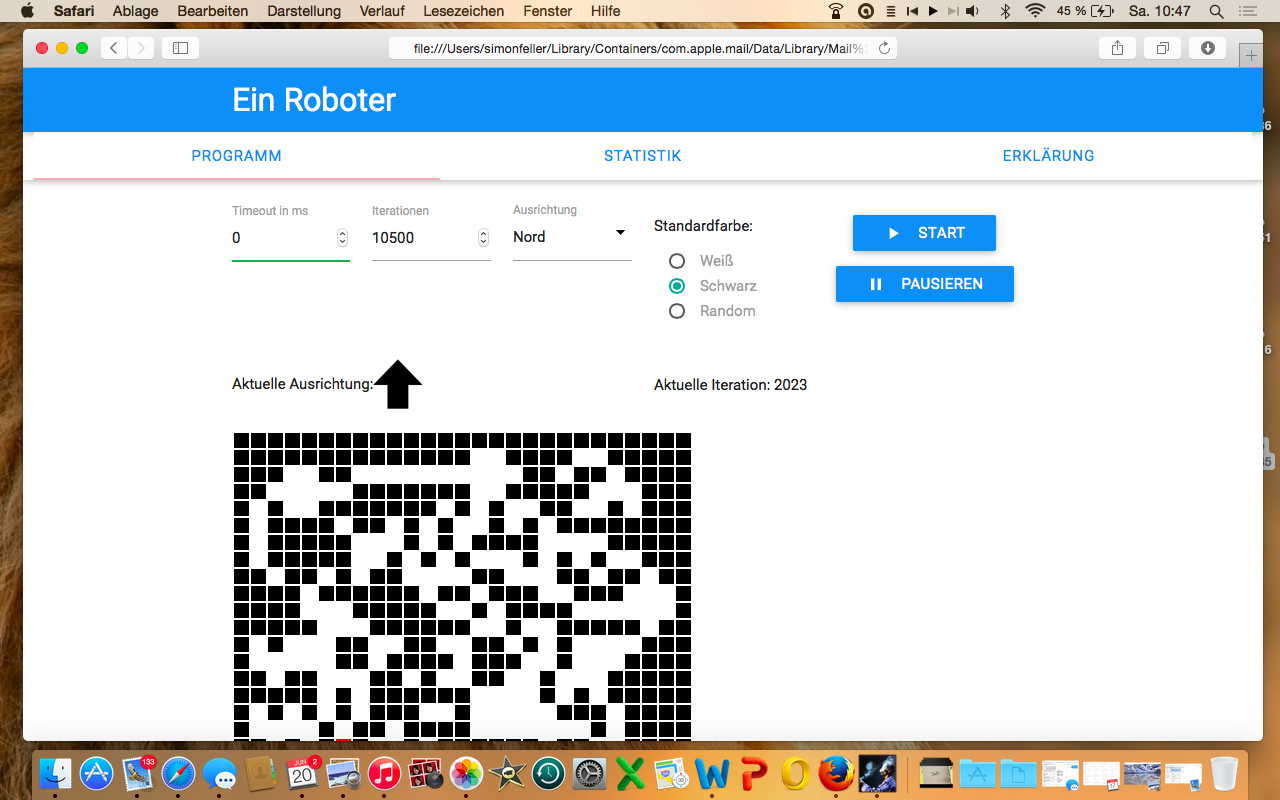 Safari Ablage Bearbeiten Darstellung Verlauf Lesezeichen Fenster Hilfe 45 % Sa. 10:47
file:///Users/simonfeller/Library/Containers/com.apple.mail/Data/Library/Mail%2
Ein Roboter
PROGRAMM STATISTIK ERKLÄRUNG
Timeout in ms Iterationen Ausrichtung
0 10500 Nord
Standardfarbe:
Weiß
Schwarz
Random
START
PAUSIEREN
Aktuelle Ausrichtung:
Aktuelle Iteration: 2023
133
JUN 2
20